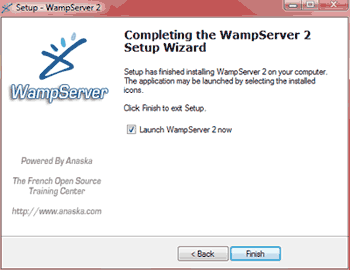 Setup - WampServer 2
Completing the WampServer 2
Setup Wizard
Setup has finished installing WampServer 2 on your computer.
The application may be launched by selecting the installed
icons.
Click Finish to exit Setup.
Launch WampServer 2 now
WampServer
Powered By Anaska
The French Open Source
Training Center
http://www.anaska.com
< Back
Finish